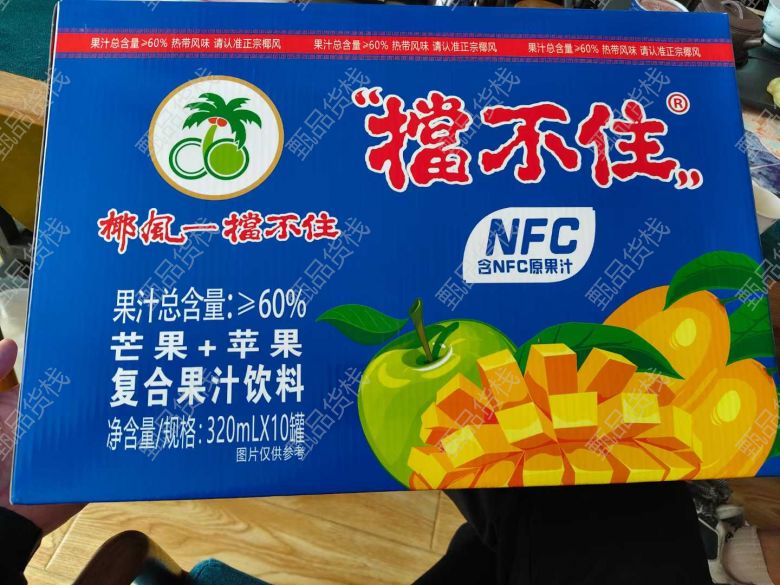 果汁总含量≥60% 热带风味 请认准正宗椰风 果汁总含量≥60% 热带风味 请认准正宗椰风 果汁总含量≥60% 热带风味 请认准正宗椰风
“擋不住”®
椰瘋一擋不住
NFC
含NFC原果汁
果汁总含量:≥60%
芒果+苹果
复合果汁饮料
净含量/规格:320mLX10罐
图片仅供参考
甄品货栈